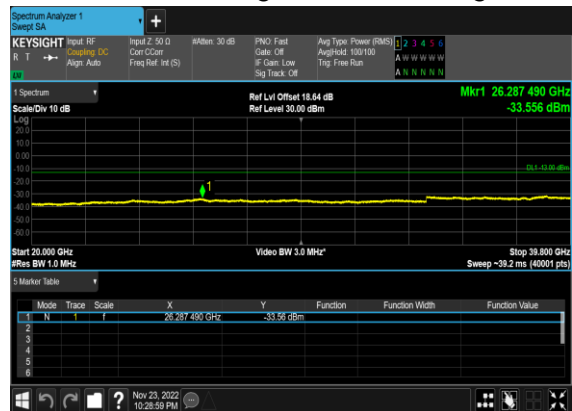 Spectrum Analyzer 1
Swept SA
+
KEYSIGHT Input: RF Input Z: 50 Ω #Atten: 30 dB PNO: Fast Avg Type: Power (RMS) 1 2 3 4 5 6
R T Coupling: DC Corr CCorr Gate: Off Avg|Hold: 100/100 A W W W W W
Align: Auto Freq Ref: Int (S) IF Gain: Low Trig: Free Run
LXI Sig Track: Off A N N N N N
1 Spectrum Ref Lvl Offset 18.64 dB Mkr1 26.287 490 GHz
Scale/Div 10 dB Ref Level 30.00 dBm -33.556 dBm
Log
20.0
10.0
0.00
-10.0 DL1 -13.00 dBm
-20.0
1
-30.0
-40.0
-50.0
-60.0
Start 20.000 GHz Video BW 3.0 MHz* Stop 39.800 GHz
#Res BW 1.0 MHz Sweep ~39.2 ms (40001 pts)
5 Marker Table
Mode Trace Scale X Y Function Function Width Function Value
1 N 1 f 26.287 490 GHz -33.56 dBm
2
3
4
5
6
? Nov 23, 2022
10:28:59 PM